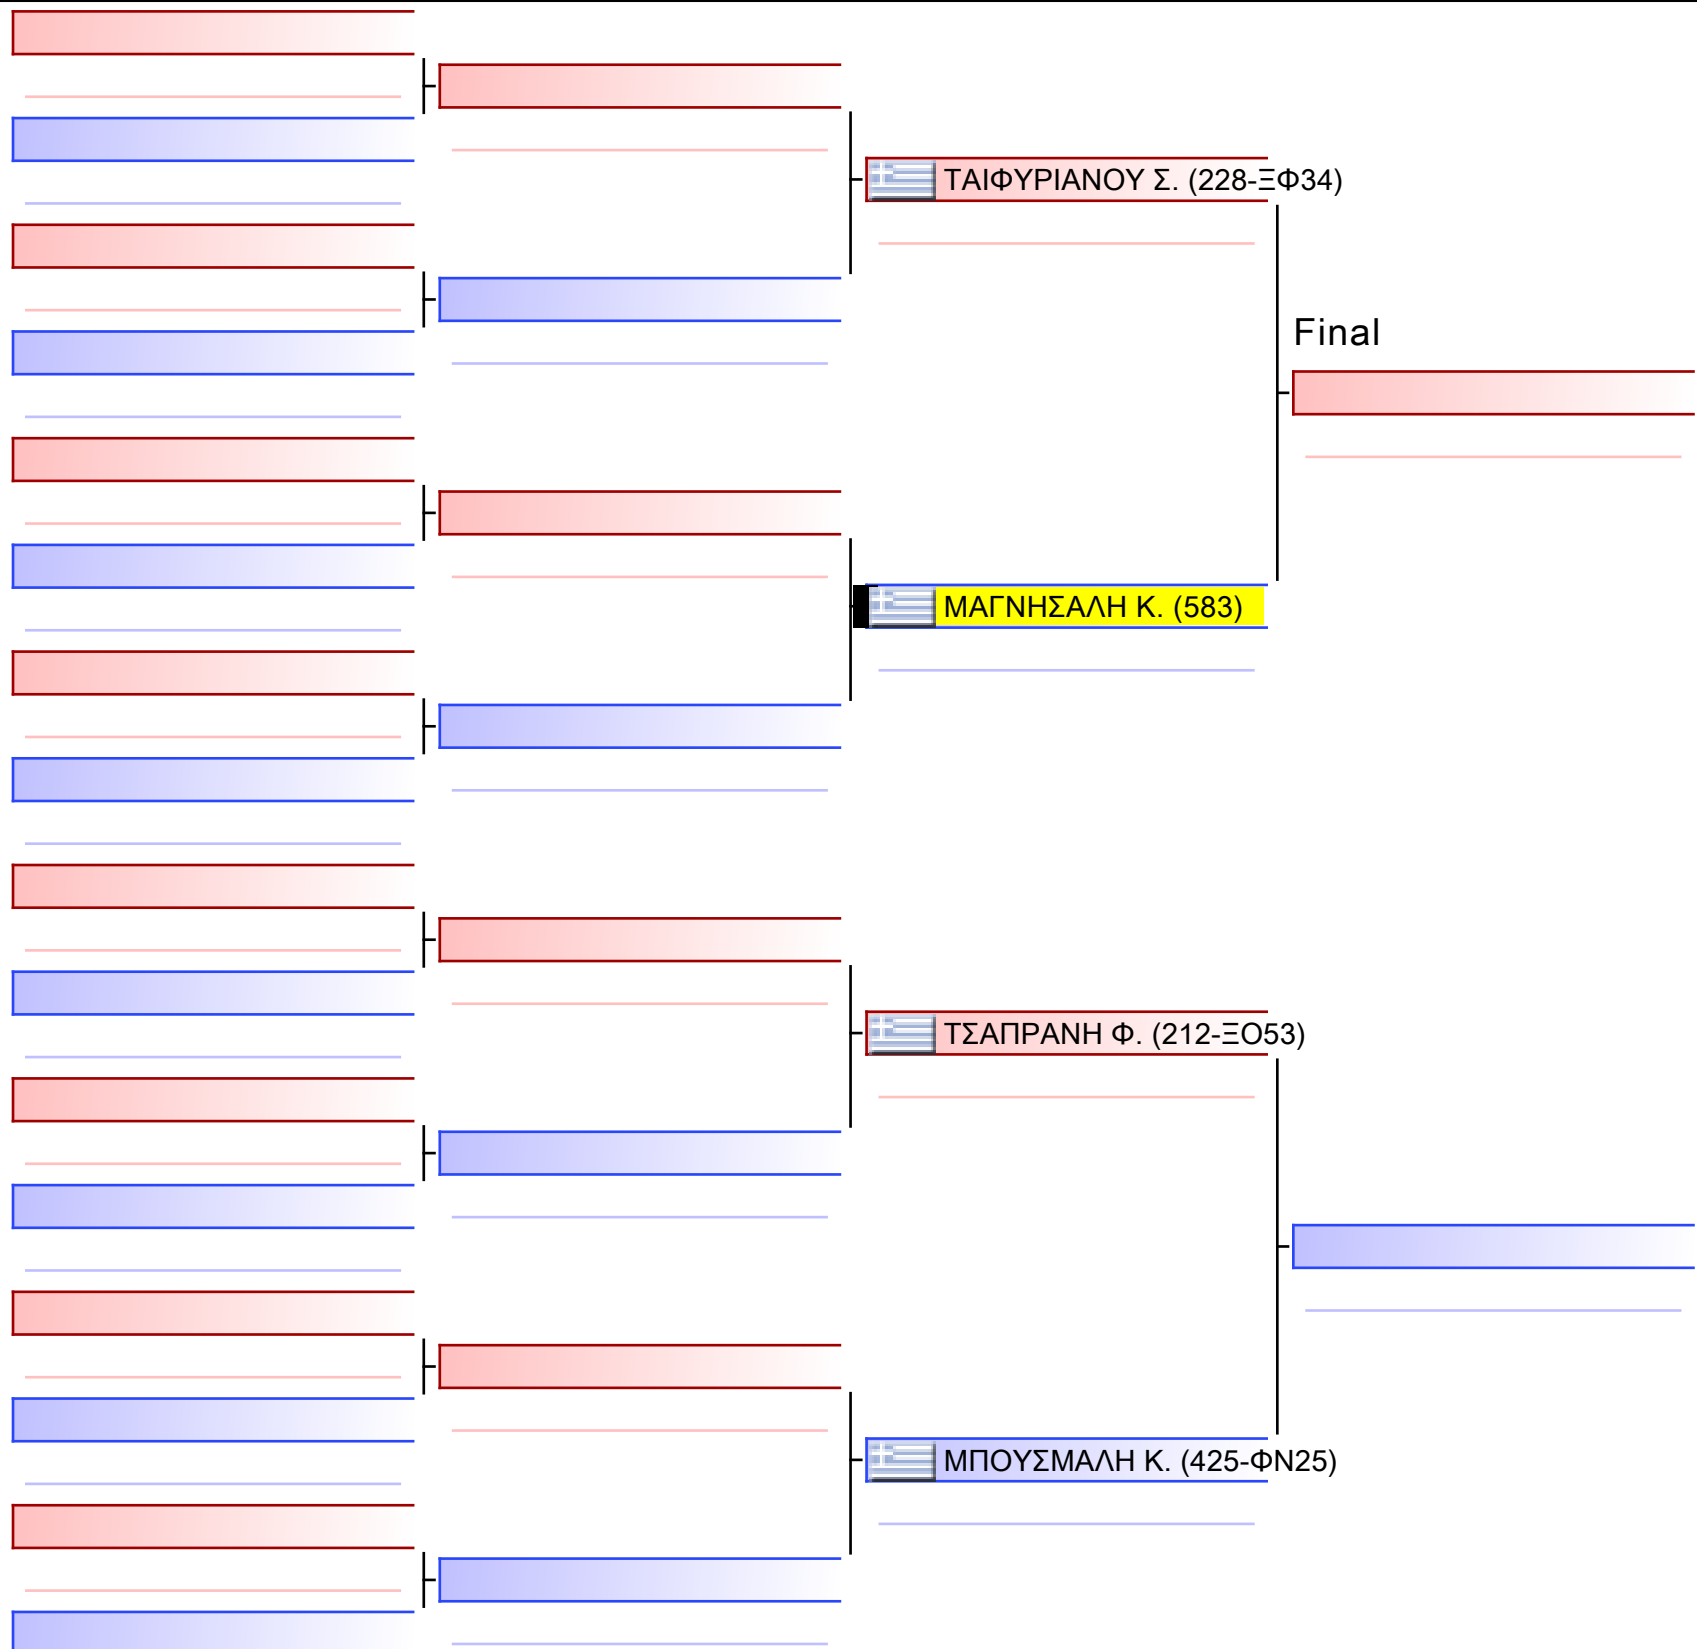 ΤΑΙΦΥΡΙΑΝΟΥ Σ. (228-ΞΦ34)
Final
ΜΑΓΝΗΣΑΛΗ Κ. (583)
ΤΣΑΠΡΑΝΗ Φ. (212-ΞΟ53)
ΜΠΟΥΣΜΑΛΗ Κ. (425-ΦΝ25)